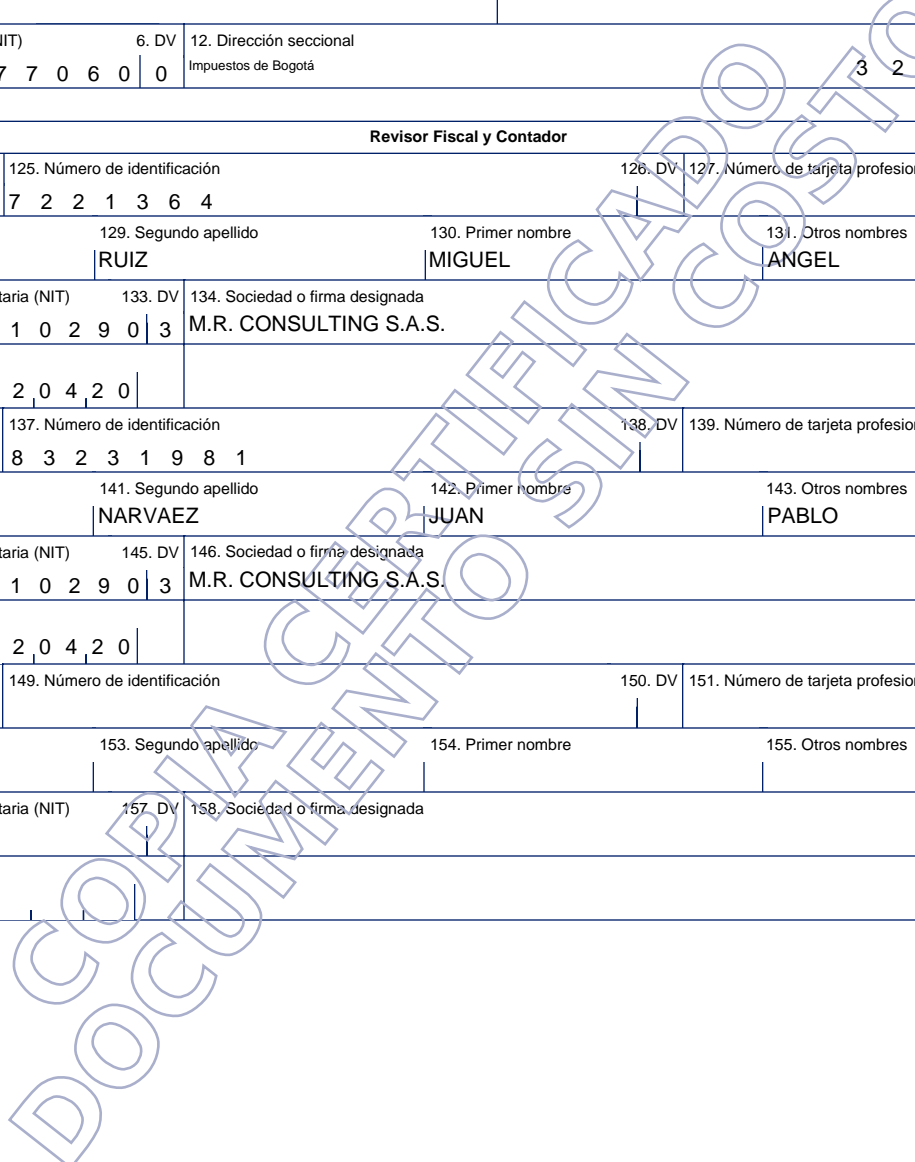 NIT) 6. DV 12. Dirección seccional
7 7 0 6 0 0 Impuestos de Bogotá 3 2
Revisor Fiscal y Contador
125. Número de identificación 126. DV 127. Número de tarjeta profesion
7 2 2 1 3 6 4
129. Segundo apellido 130. Primer nombre 131. Otros nombres
RUIZ MIGUEL ANGEL
taria (NIT) 133. DV 134. Sociedad o firma designada
1 0 2 9 0 3 M.R. CONSULTING S.A.S.
2 0 4 2 0
137. Número de identificación 138. DV 139. Número de tarjeta profesion
8 3 2 3 1 9 8 1
141. Segundo apellido 142. Primer nombre 143. Otros nombres
NARVAEZ JUAN PABLO
taria (NIT) 145. DV 146. Sociedad o firma designada
1 0 2 9 0 3 M.R. CONSULTING S.A.S.
2 0 4 2 0
149. Número de identificación 150. DV 151. Número de tarjeta profesion
153. Segundo apellido 154. Primer nombre 155. Otros nombres
taria (NIT) 157. DV 158. Sociedad o firma designada
COPIA CERTIFICADO
DOCUMENTO SIN COSTO